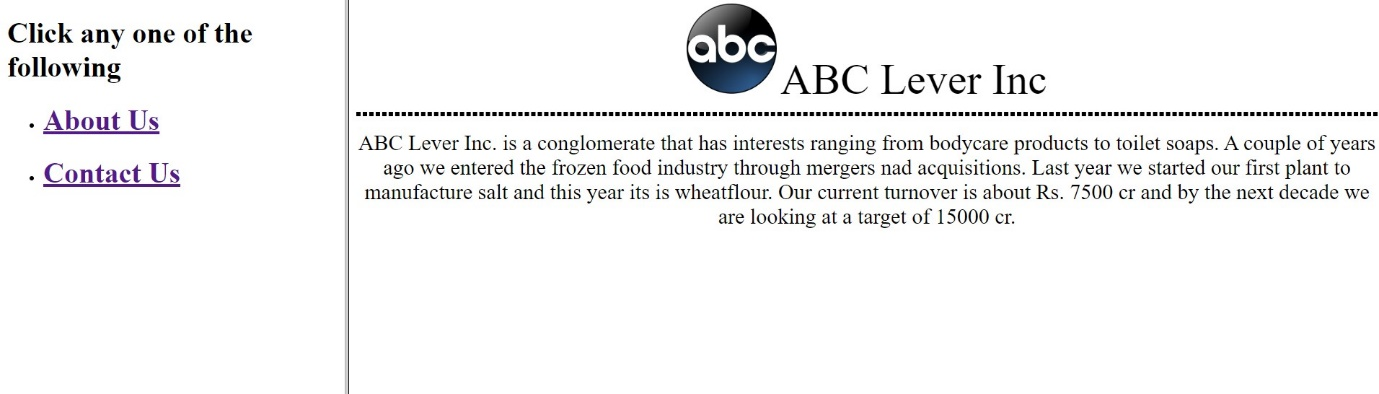 Click any one of the
following
About Us
Contact Us
abc
ABC Lever Inc
ABC Lever Inc. is a conglomerate that has interests ranging from bodycare products to toilet soaps. A couple of years
ago we entered the frozen food industry through mergers nad acquisitions. Last year we started our first plant to
manufacture salt and this year its is wheatflour. Our current turnover is about Rs. 7500 cr and by the next decade we
are looking at a target of 15000 cr.